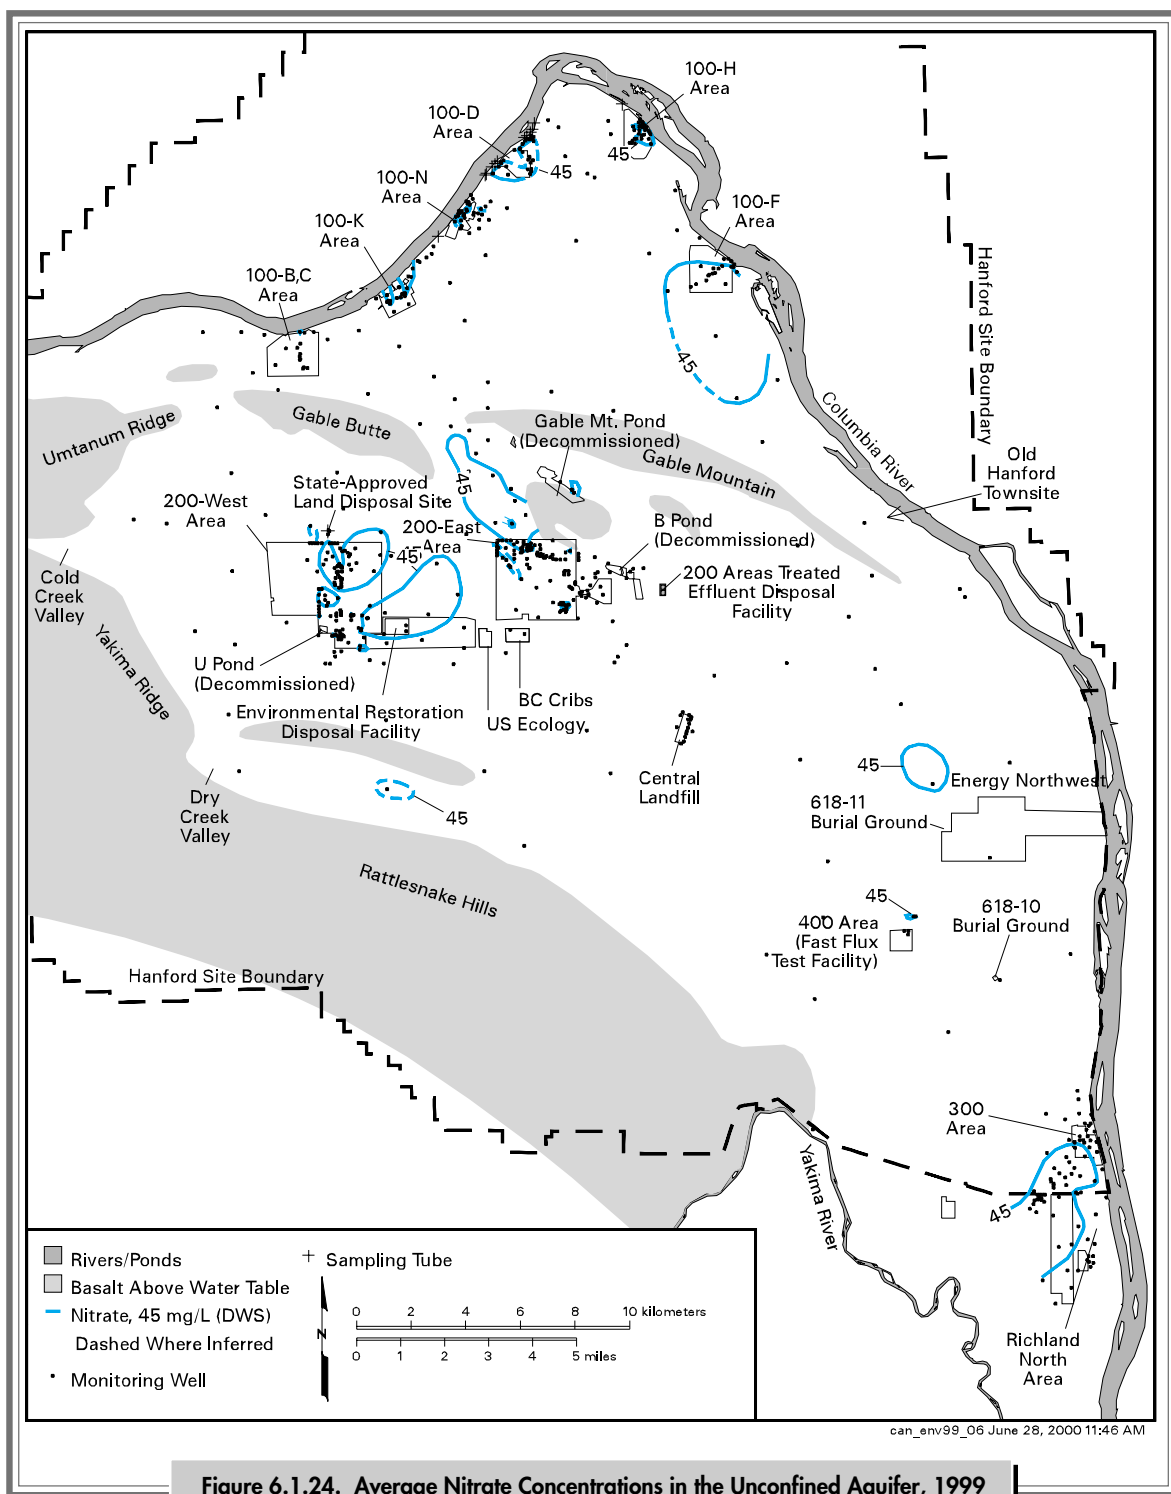 100-H
Area
100-D
Area
45
45
100-N
Area
100-F
Area
100-K
Area
100-B,C
Area
Hanford Site Boundary
45
Columbia River
Umtanum Ridge
Gable Butte
Gable Mt. Pond
(Decommissioned)
Gable Mountain
Old
Hanford
Townsite
State-Approved
Land Disposal Site
45
200-West
Area
200-East
Area
45
B Pond
(Decommissioned)
Cold
Creek
Valley
200 Areas Treated
Effluent Disposal
Facility
Yakima Ridge
U Pond
(Decommissioned)
BC Cribs
Environmental Restoration
Disposal Facility
US Ecology
Central
Landfill
45
Energy Northwest
Dry
Creek
Valley
45
618-11
Burial Ground
Rattlesnake Hills
45
618-10
Burial Ground
400 Area
(Fast Flux
Test Facility)
Hanford Site Boundary
300
Area
Yakima River
45
Richland
North
Area
Rivers/Ponds
Sampling Tube
Basalt Above Water Table
Nitrate, 45 mg/L (DWS)
Dashed Where Inferred
Monitoring Well
N
0 2 4 6 8 10 kilometers
0 1 2 3 4 5 miles
can_env99_06 June 28, 2000 11:46 AM
Figure 6.1.24. Average Nitrate Concentrations in the Unconfined Aquifer, 1999